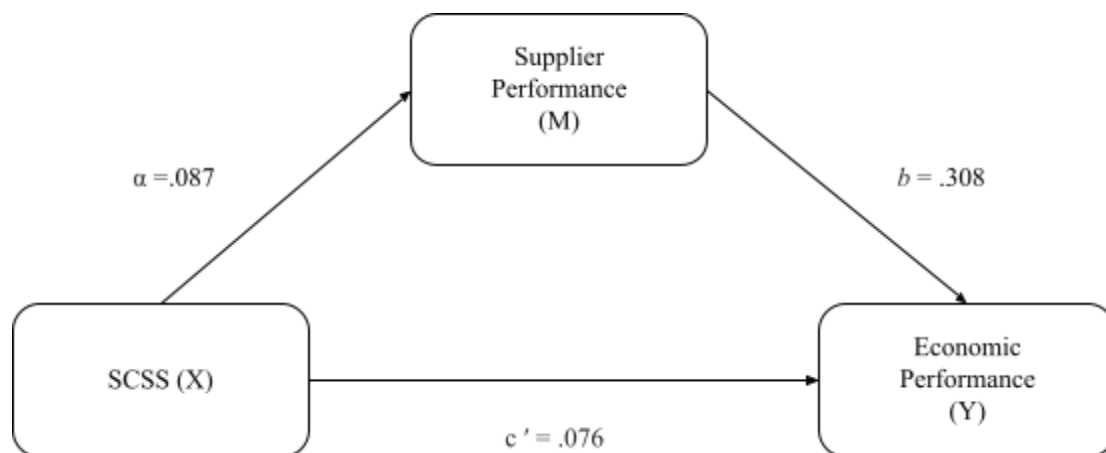 Supplier
Performance
(M)
α =.087
b = .308
SCSS (X)
Economic
Performance
(Y)
c ′ = .076